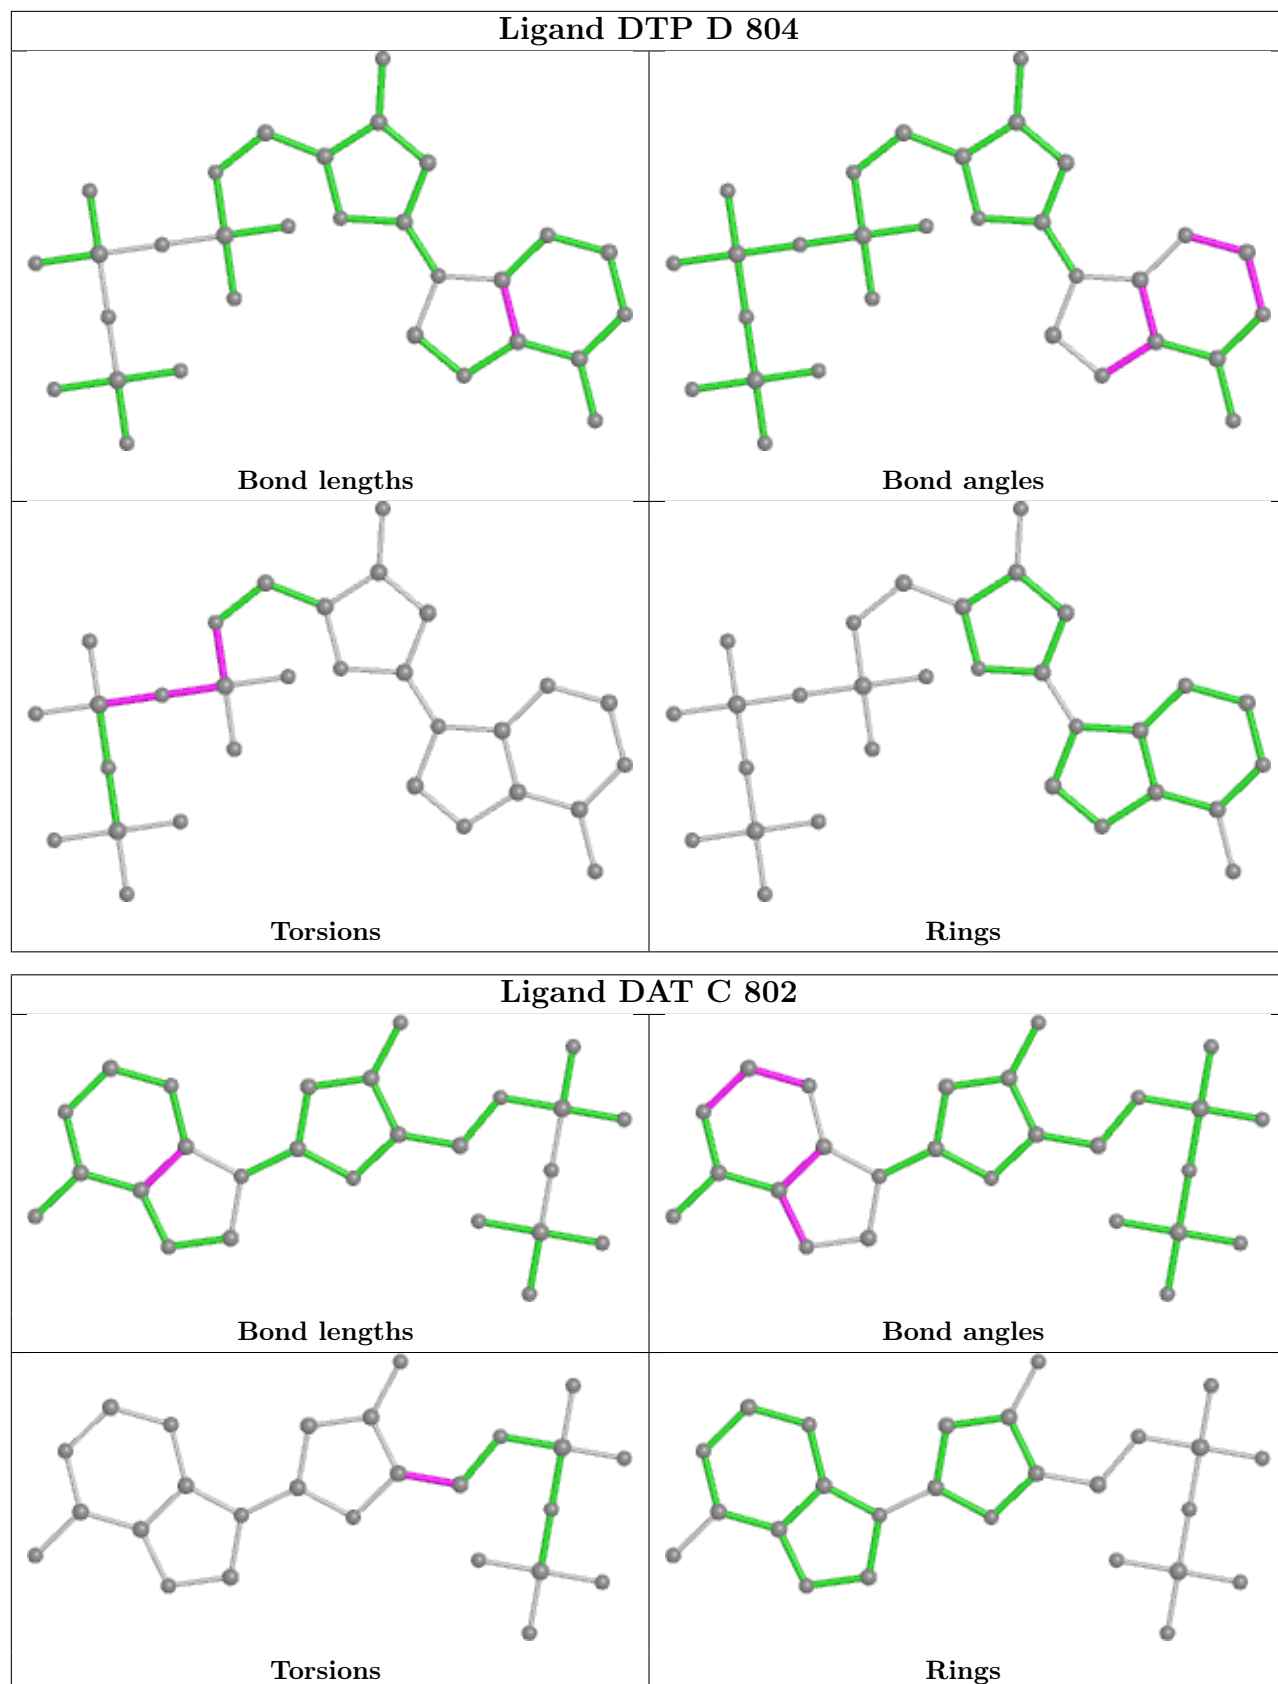 Ligand DTP D 804
Bond lengths
Bond angles
Torsions
Rings
Ligand DAT C 802
Bond lengths
Bond angles
Torsions
Rings